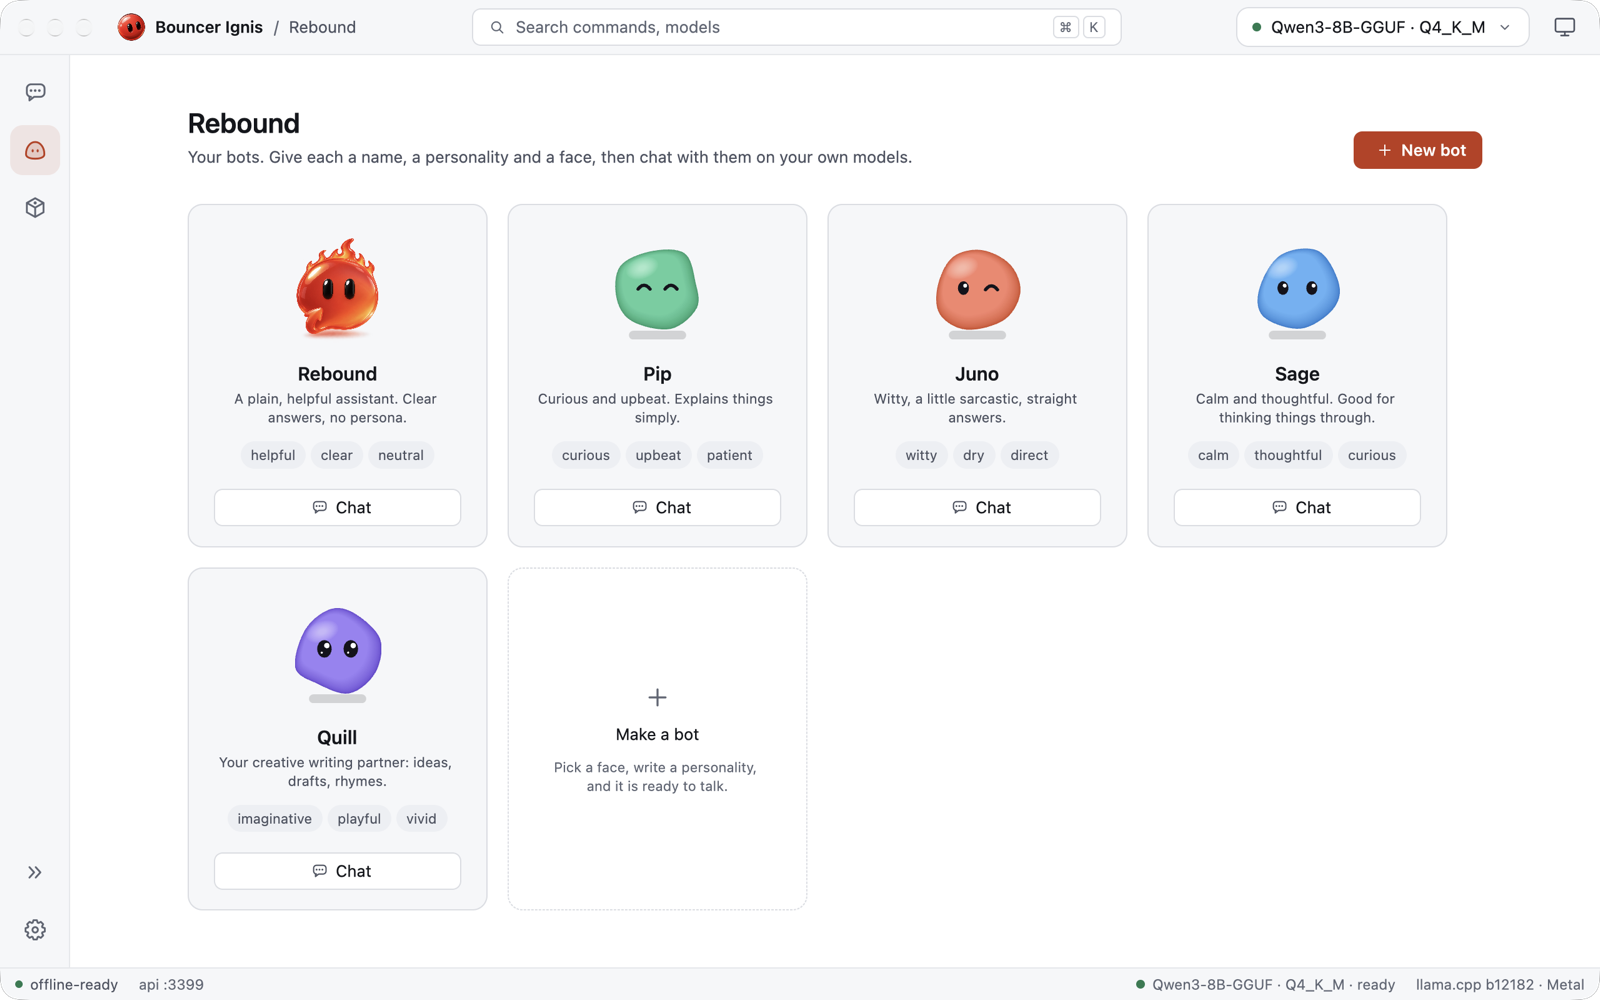 Bouncer Ignis / Rebound
Search commands, models
⌘ K
Qwen3-8B-GGUF · Q4_K_M
Rebound
Your bots. Give each a name, a personality and a face, then chat with them on your own models.
+ New bot
Rebound
A plain, helpful assistant. Clear
answers, no persona.
helpful clear neutral
Chat
Pip
Curious and upbeat. Explains things
simply.
curious upbeat patient
Chat
Juno
Witty, a little sarcastic, straight
answers.
witty dry direct
Chat
Sage
Calm and thoughtful. Good for
thinking things through.
calm thoughtful curious
Chat
Quill
Your creative writing partner: ideas,
drafts, rhymes.
imaginative playful vivid
Chat
Make a bot
Pick a face, write a personality,
and it is ready to talk.
offline-ready api :3399
Qwen3-8B-GGUF · Q4_K_M · ready llama.cpp b12182 · Metal